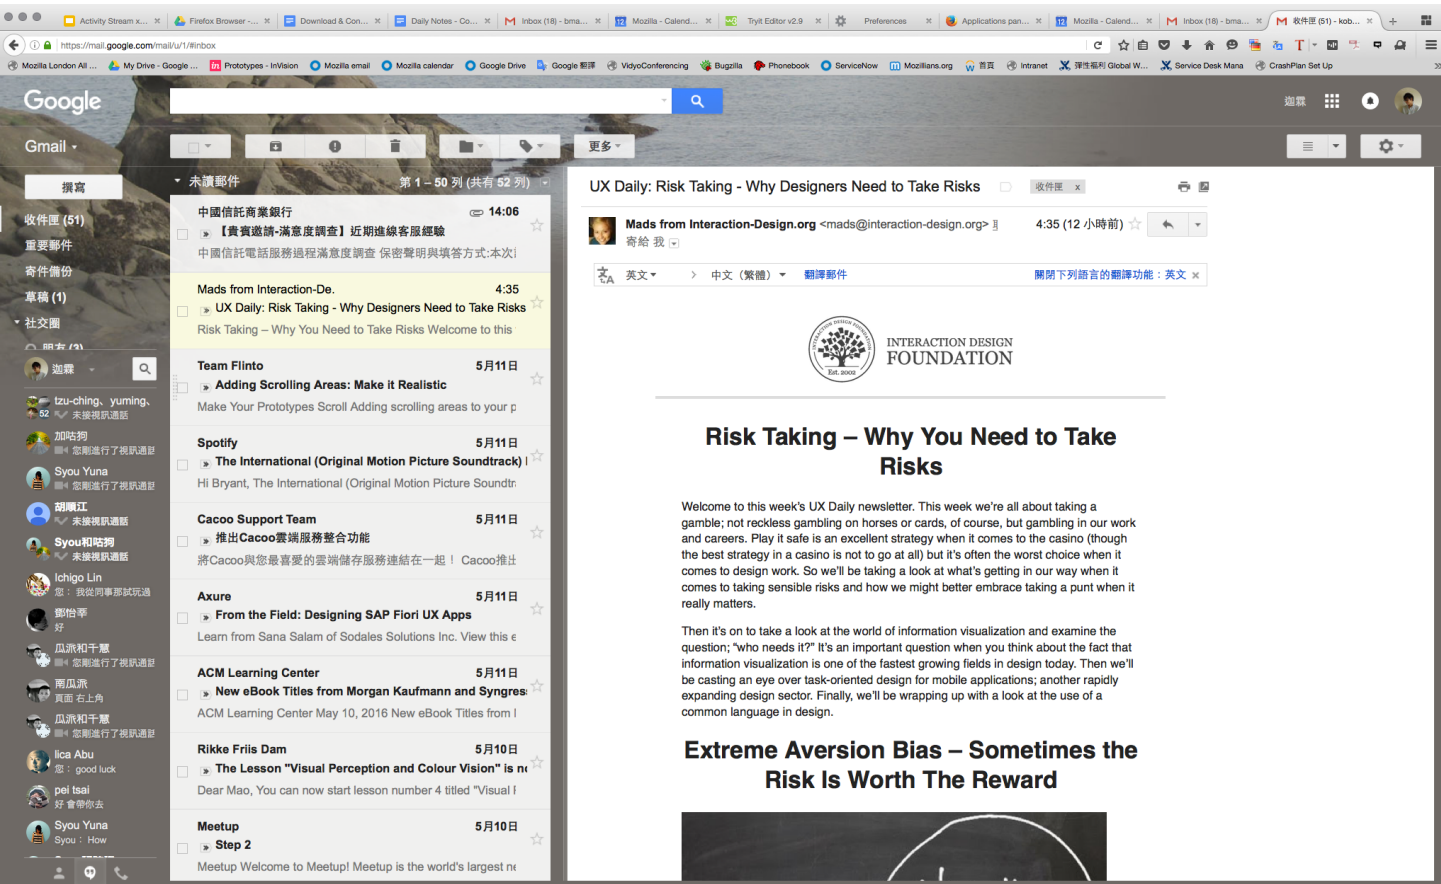 Activity Stream x...
Firefox Browser -...
Download & Con...
Daily Notes - Co...
Inbox (18) - bma...
Mozilla - Calend...
Tryit Editor v2.9
Preferences
Applications pan...
Mozilla - Calend...
Inbox (18) - bma...
收件匣 (51) - kob...
https://mail.google.com/mail/u/1/#inbox
Mozilla London All ...
My Drive - Google ...
Prototypes - InVision
Mozilla email
Mozilla calendar
Google Drive
Google 翻譯
VidyoConferencing
Bugzilla
Phonebook
ServiceNow
Mozillians.org
首頁
Intranet
彈性福利 Global W...
Service Desk Mana
CrashPlan Set Up
Google
迦霖
Gmail
更多
撰寫
收件匣 (51)
重要郵件
寄件備份
草稿 (1)
社交圈
朋友 (3)
迦霖
tzu-ching、yuming、
52 未接視訊通話
加咕狗
您剛進行了視訊通話
Syou Yuna
您剛進行了視訊通話
胡順江
未接視訊通話
Syou和咕狗
未接視訊通話
Ichigo Lin
您： 我從同事那試玩過
鄧怡莘
好
瓜派和千慧
您剛進行了視訊通話
南瓜派
頁面 右上角
瓜派和千慧
您剛進行了視訊通話
lica Abu
您： good luck
pei tsai
好 會帶你去
Syou Yuna
Syou： How
未讀郵件
第 1 – 50 列 (共有 52 列)
中國信託商業銀行 14:06
【貴賓邀請-滿意度調查】近期進線客服經驗
中國信託電話服務過程滿意度調查 保密聲明與填答方式:本次
Mads from Interaction-De. 4:35
UX Daily: Risk Taking - Why Designers Need to Take Risks
Risk Taking – Why You Need to Take Risks Welcome to this
Team Flinto 5月11日
Adding Scrolling Areas: Make it Realistic
Make Your Prototypes Scroll Adding scrolling areas to your p
Spotify 5月11日
The International (Original Motion Picture Soundtrack)
Hi Bryant, The International (Original Motion Picture Soundtr
Cacoo Support Team 5月11日
推出Cacoo雲端服務整合功能
將Cacoo與您最喜愛的雲端儲存服務連結在一起！ Cacoo推出
Axure 5月11日
From the Field: Designing SAP Fiori UX Apps
Learn from Sana Salam of Sodales Solutions Inc. View this e
ACM Learning Center 5月11日
New eBook Titles from Morgan Kaufmann and Syngres
ACM Learning Center May 10, 2016 New eBook Titles from
Rikke Friis Dam 5月10日
The Lesson "Visual Perception and Colour Vision" is n
Dear Mao, You can now start lesson number 4 titled "Visual
Meetup 5月10日
Step 2
Meetup Welcome to Meetup! Meetup is the world's largest ne
UX Daily: Risk Taking - Why Designers Need to Take Risks
收件匣 x
Mads from Interaction-Design.org <mads@interaction-design.org>
4:35 (12 小時前)
寄給 我
英文 > 中文（繁體） 翻譯郵件
關閉下列語言的翻譯功能：英文 ×
INTERACTION DESIGN FOUNDATION
Est. 2002
INTERACTION DESIGN
FOUNDATION
Risk Taking – Why You Need to Take
Risks
Welcome to this week's UX Daily newsletter. This week we're all about taking a
gamble; not reckless gambling on horses or cards, of course, but gambling in our work
and careers. Play it safe is an excellent strategy when it comes to the casino (though
the best strategy in a casino is not to go at all) but it's often the worst choice when it
comes to design work. So we'll be taking a look at what's getting in our way when it
comes to taking sensible risks and how we might better embrace taking a punt when it
really matters.
Then it's on to take a look at the world of information visualization and examine the
question; "who needs it?" It's an important question when you think about the fact that
information visualization is one of the fastest growing fields in design today. Then we'll
be casting an eye over task-oriented design for mobile applications; another rapidly
expanding design sector. Finally, we'll be wrapping up with a look at the use of a
common language in design.
Extreme Aversion Bias – Sometimes the
Risk Is Worth The Reward